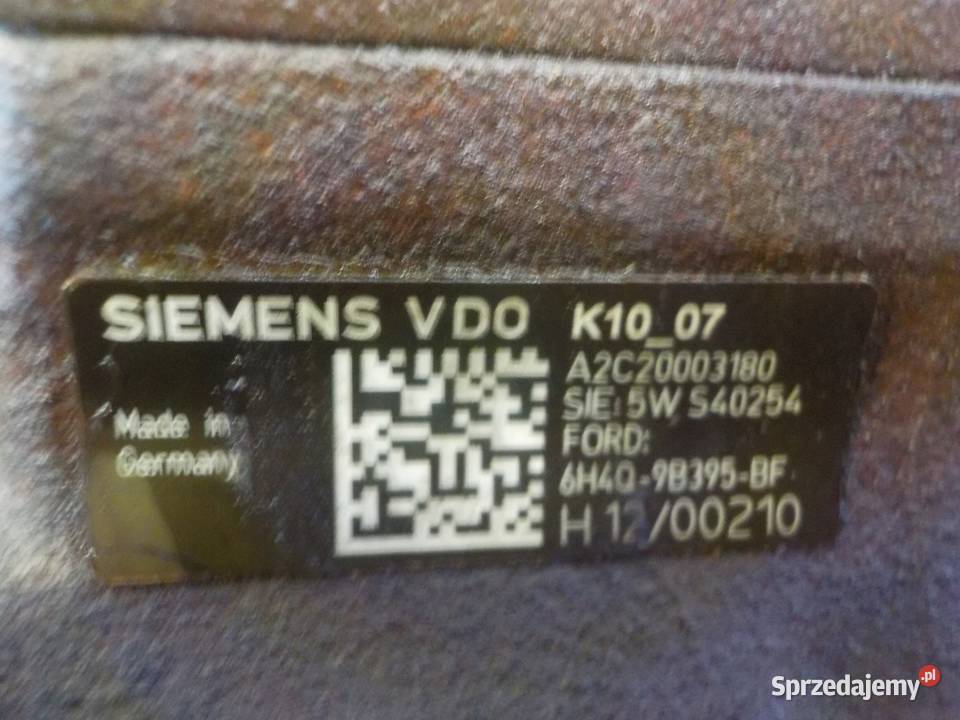 SIEMENS VDO K10_07
A2C20003180
SIE: 5W S40254
Made in
Germany
FORD:
6H4Q-9B395-BF
H 12/00210
Sprzedajemy.pl